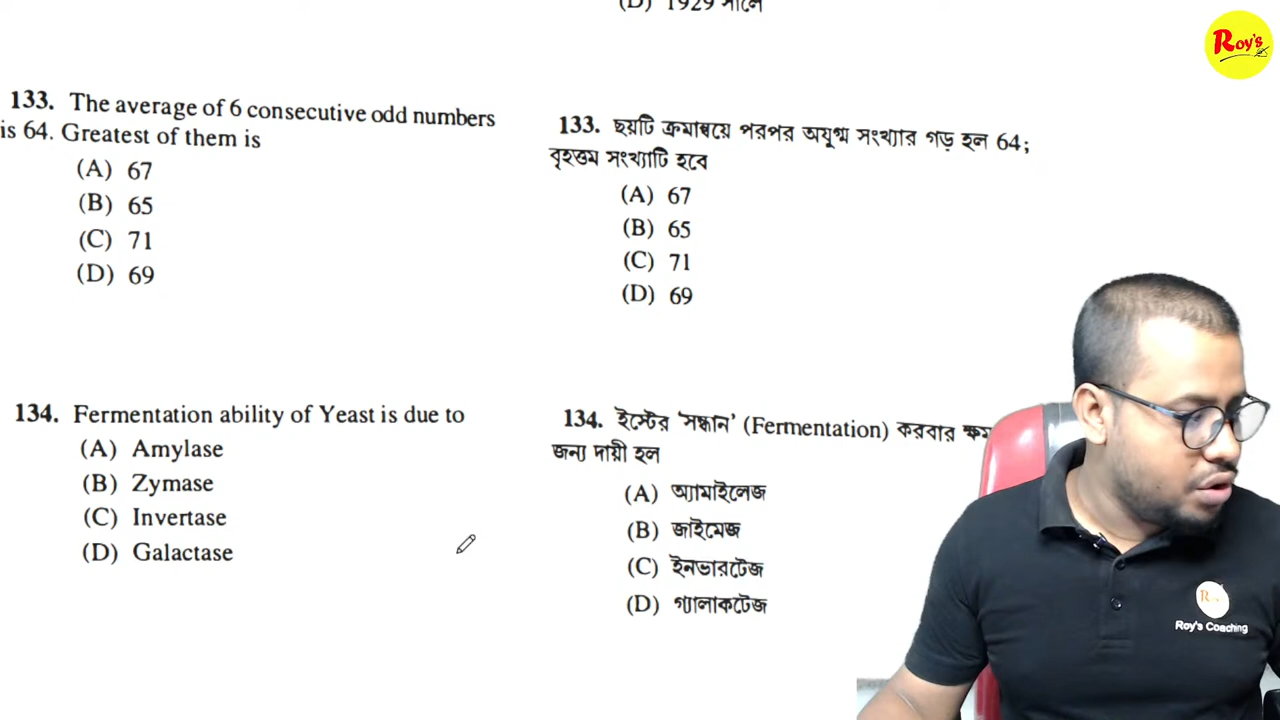 (D) 1929 সালে
Roy's
133. The average of 6 consecutive odd numbers
is 64. Greatest of them is
(A) 67
(B) 65
(C) 71
(D) 69
133. ছয়টি ক্রমান্বয়ে পরপর অযুগ্ম সংখ্যার গড় হল 64;
বৃহত্তম সংখ্যাটি হবে
(A) 67
(B) 65
(C) 71
(D) 69
134. Fermentation ability of Yeast is due to
(A) Amylase
(B) Zymase
(C) Invertase
(D) Galactase
134. ইস্টের 'সন্ধান' (Fermentation) করবার
জন্য দায়ী হল
(A) অ্যামাইলেজ
(B) জাইমেজ
(C) ইনভারটেজ
(D) গ্যালাকটেজ
Roy's Coaching